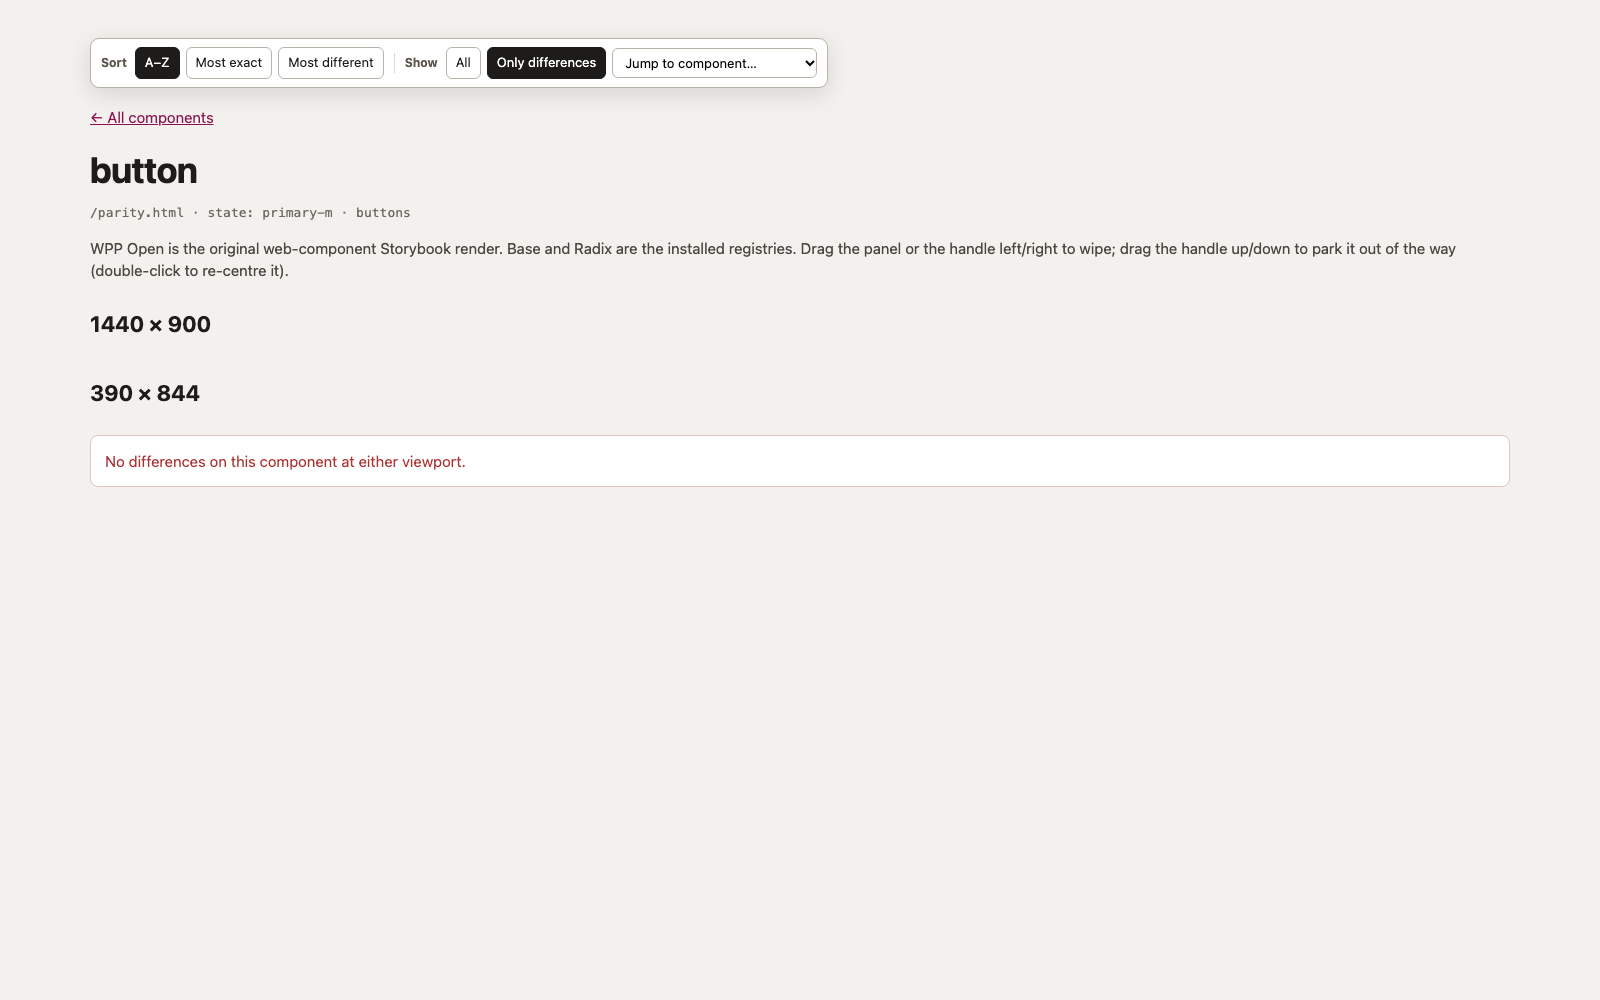 Sort A–Z Most exact Most different Show All Only differences Jump to component...
← All components
button
/parity.html · state: primary-m · buttons
WPP Open is the original web-component Storybook render. Base and Radix are the installed registries. Drag the panel or the handle left/right to wipe; drag the handle up/down to park it out of the way
(double-click to re-centre it).
1440 × 900
390 × 844
No differences on this component at either viewport.